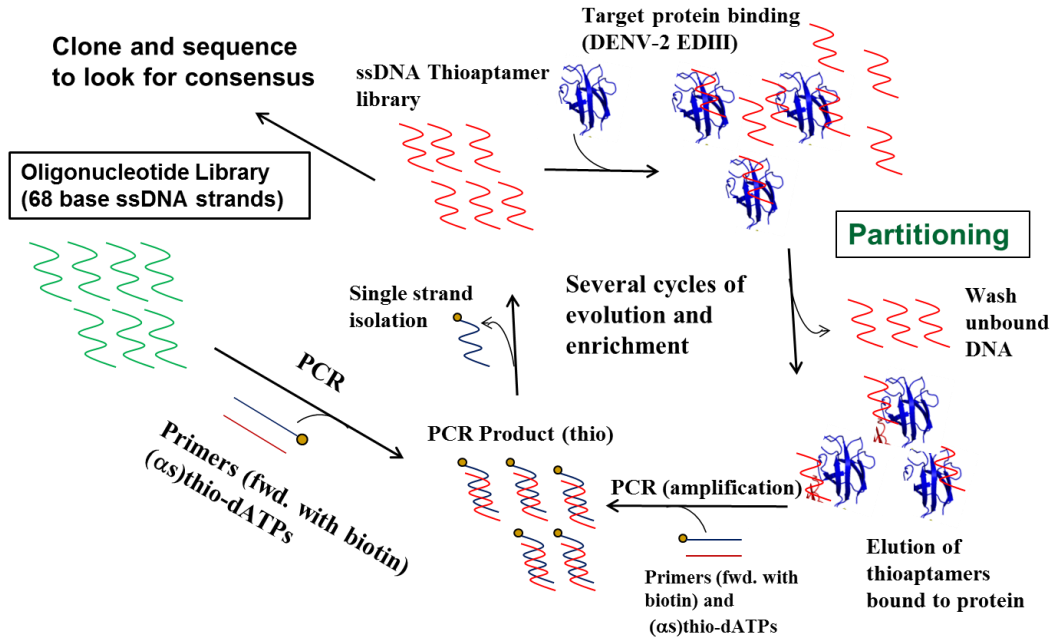 Clone and sequence
to look for consensus
Oligonucleotide Library
(68 base ssDNA strands)
ssDNA Thioaptamer
library
Target protein binding
(DENV-2 EDIII)
Partitioning
Wash
unbound
DNA
Several cycles of
evolution and
enrichment
Single strand
isolation
PCR
Primers (fwd. with biotin)
(αs)thio-dATPs
PCR Product (thio)
PCR (amplification)
Primers (fwd. with
biotin) and
(αs)thio-dATPs
Elution of
thioaptamers
bound to protein